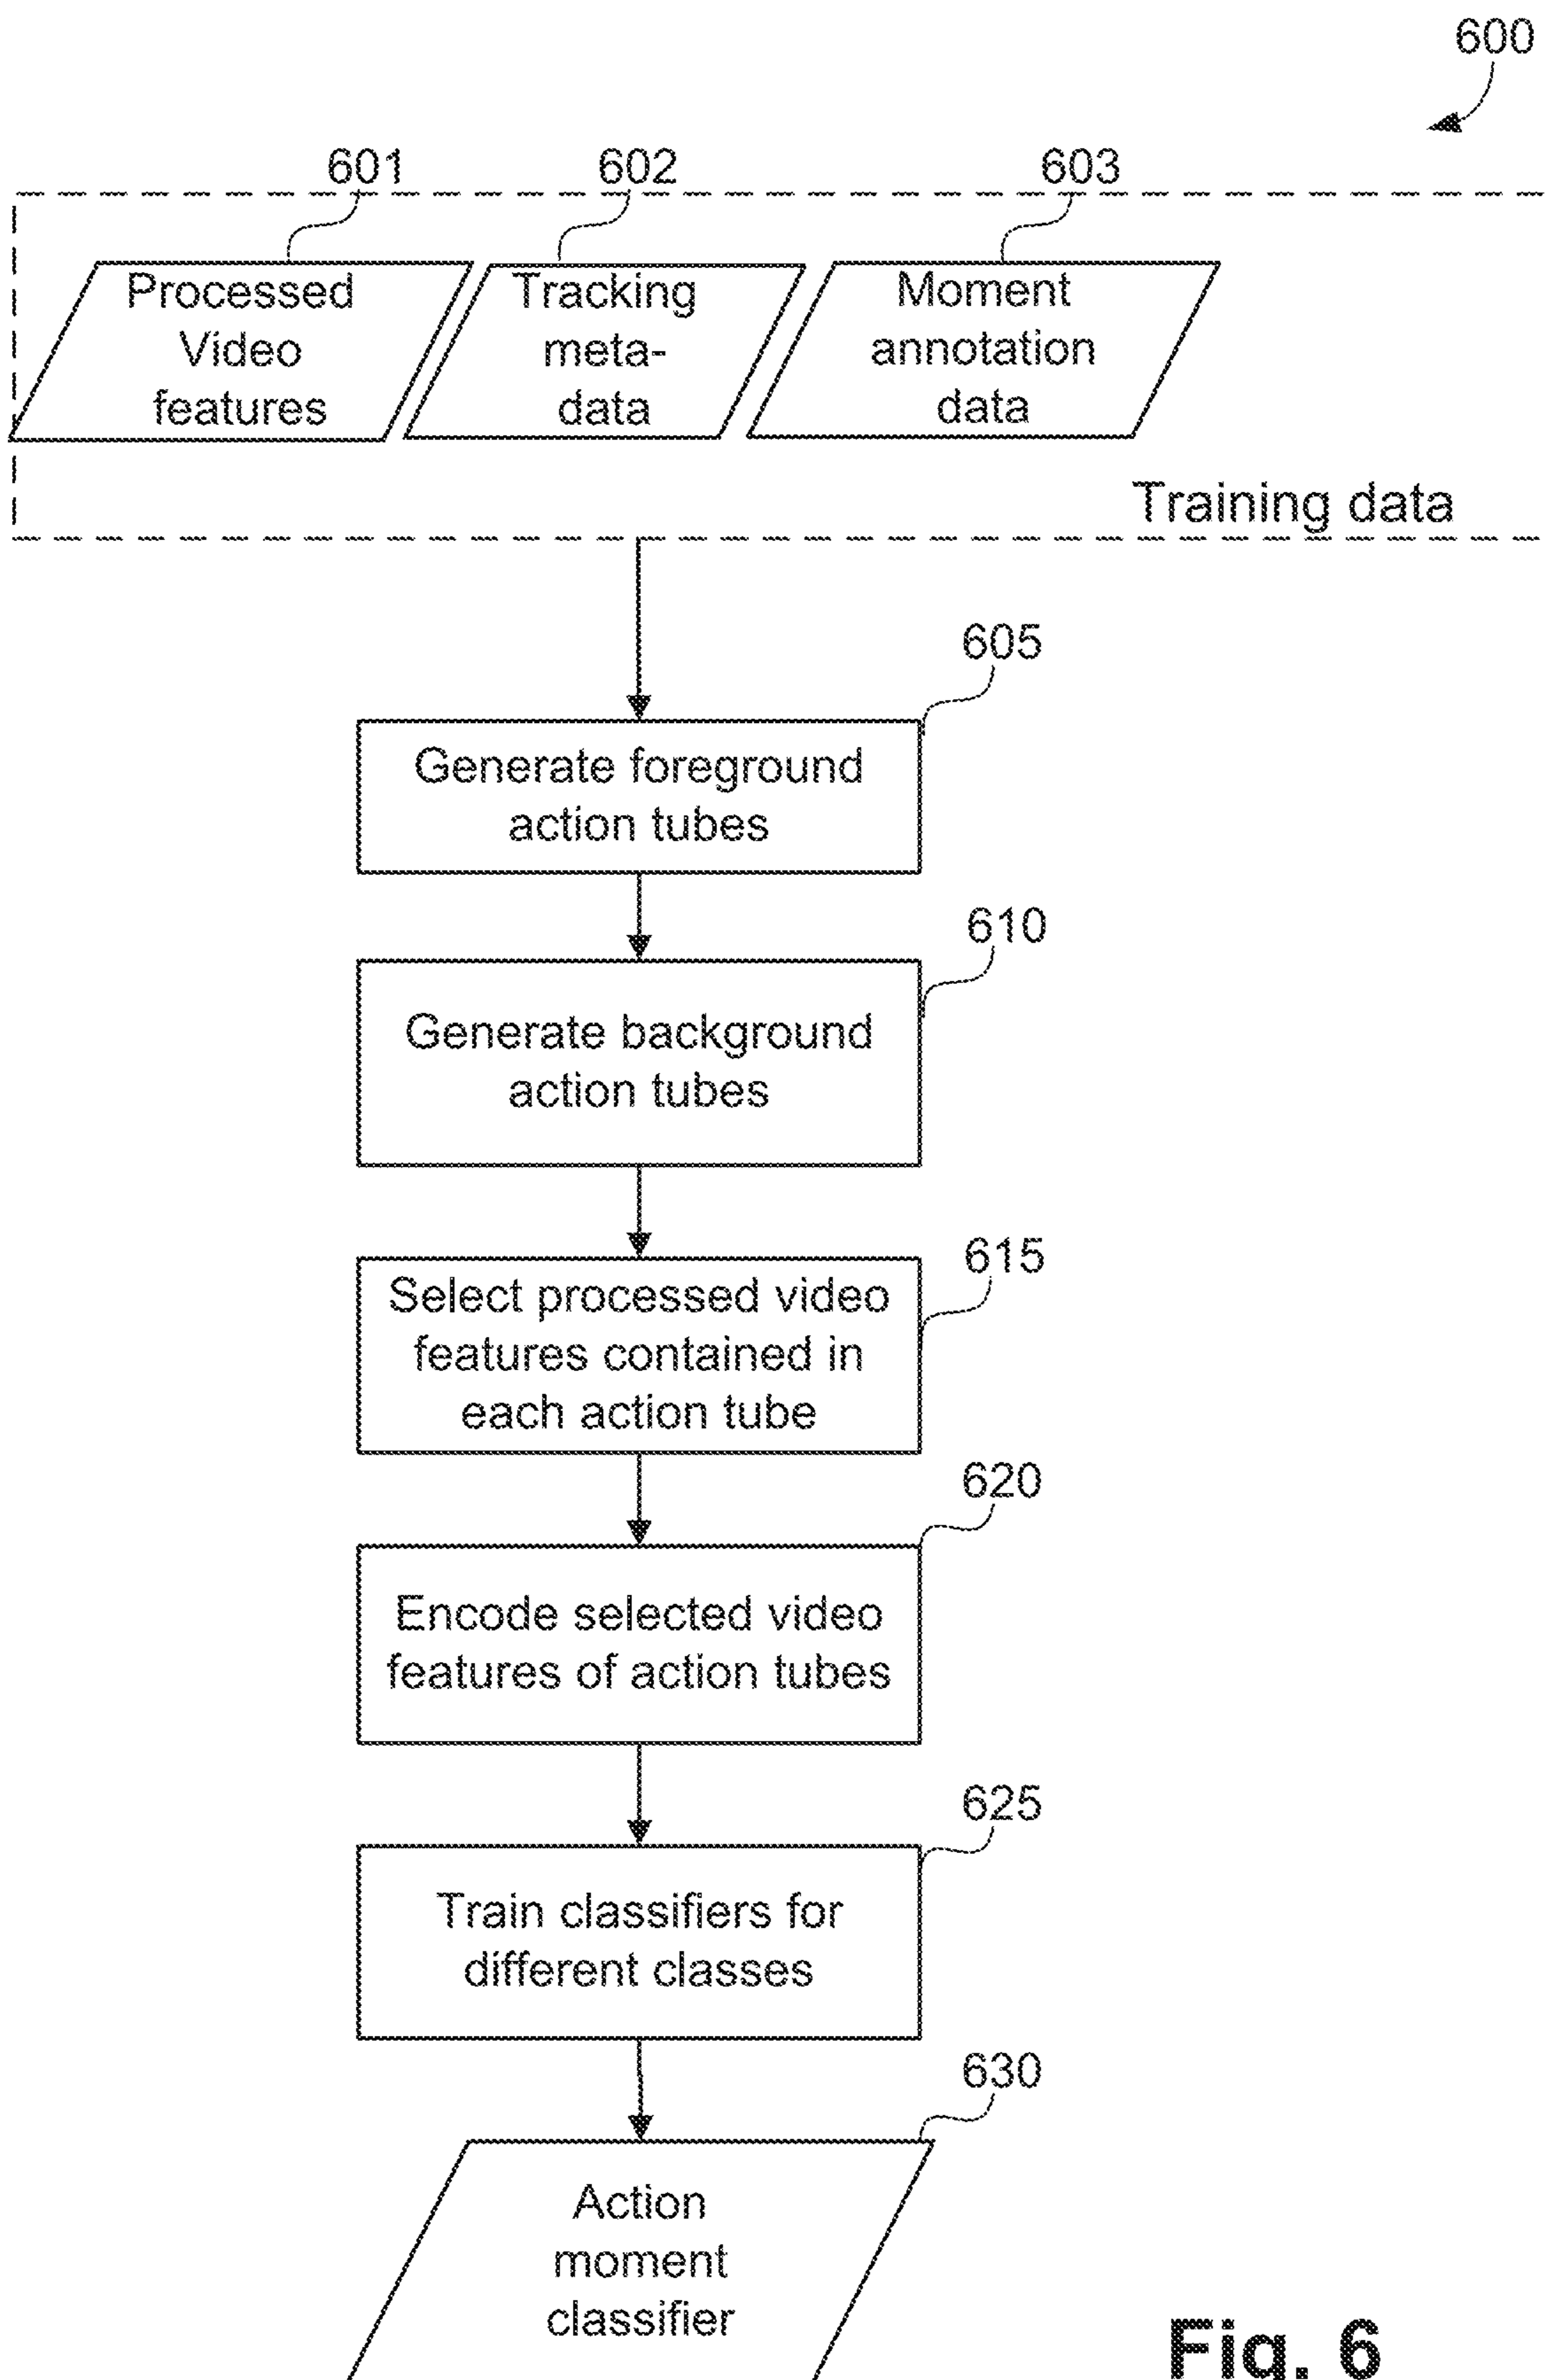 600
601
602
603
Processed
Video
features
Tracking
meta-
data
Moment
annotation
data
Training data
605
Generate foreground
action tubes
610
Generate background
action tubes
615
Select processed video
features contained in
each action tube
620
Encode selected video
features of action tubes
625
Train classifiers for
different classes
630
Action
moment
classifier
Fig. 6